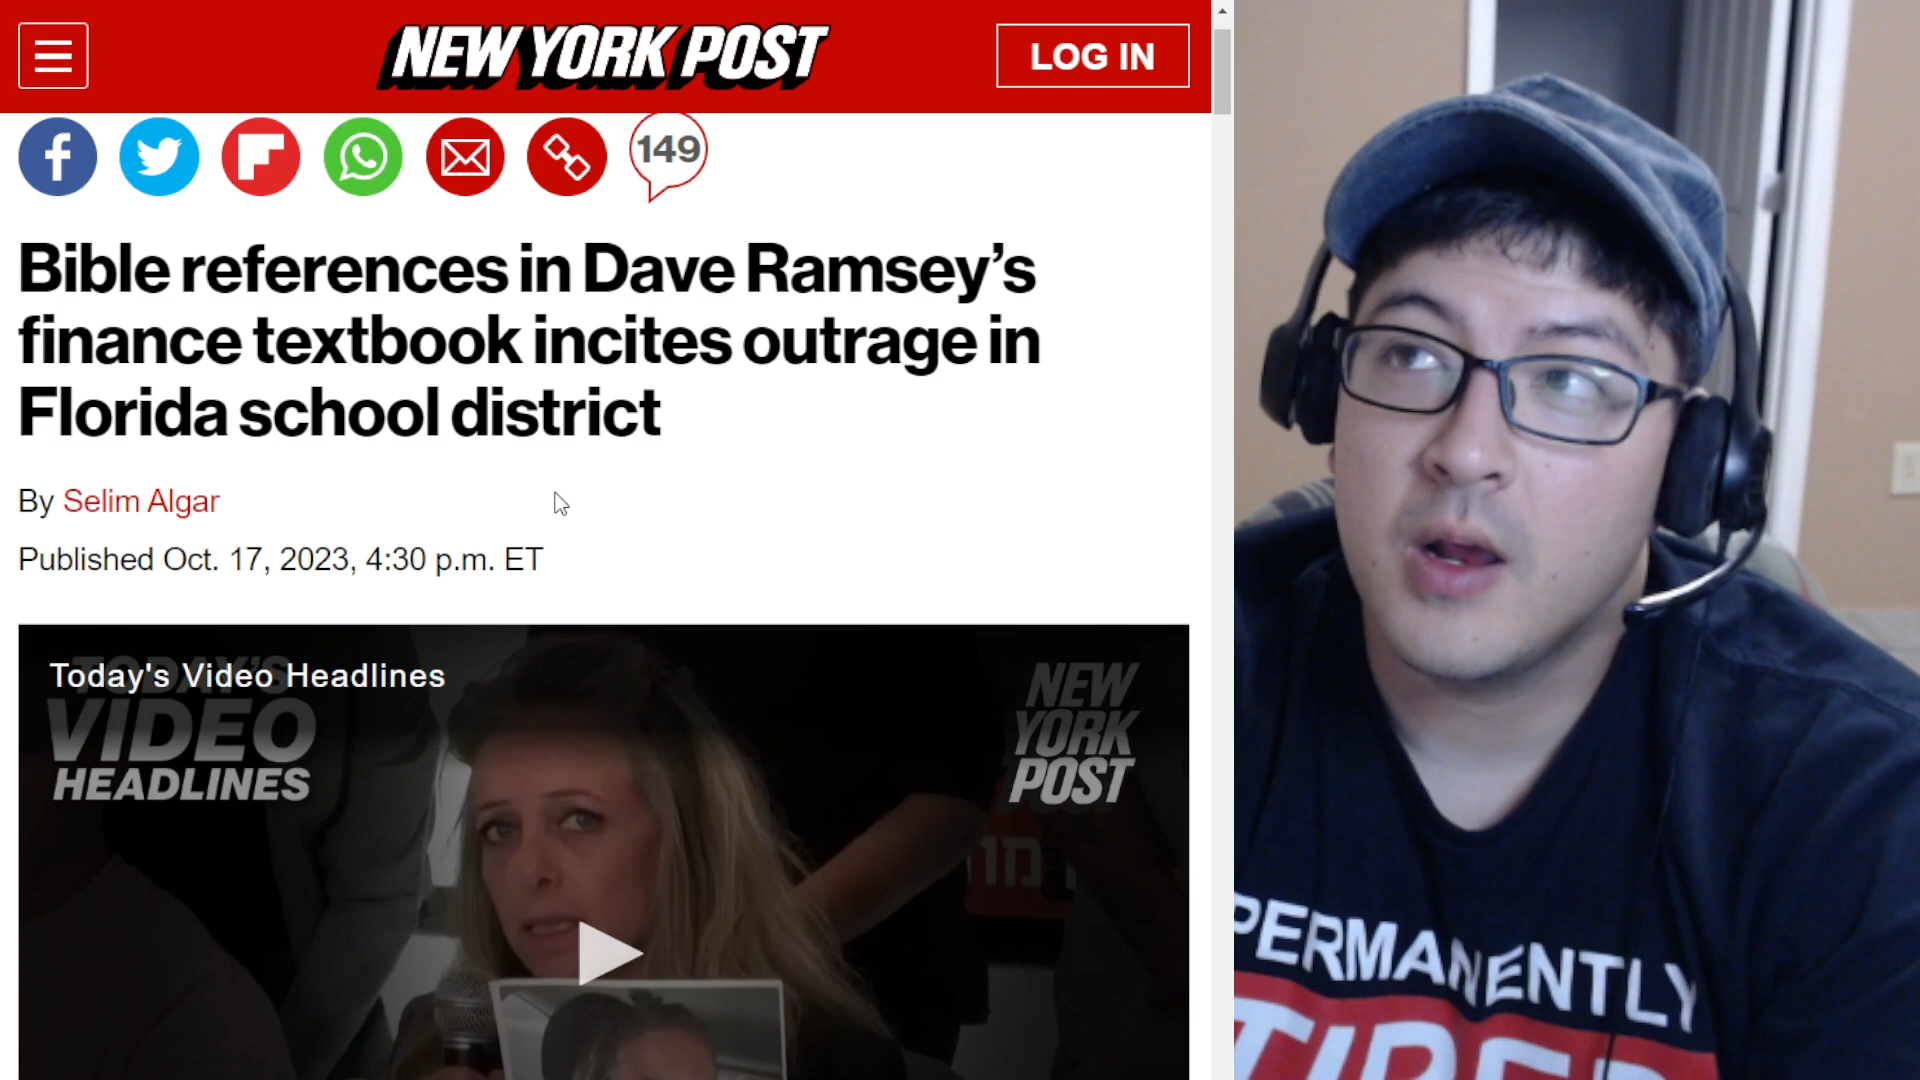 NEW YORK POST
LOG IN
149
Bible references in Dave Ramsey’s
finance textbook incites outrage in
Florida school district
By Selim Algar
Published Oct. 17, 2023, 4:30 p.m. ET
Today's Video Headlines
TODAY'S
VIDEO
HEADLINES
NEW
YORK
POST
PERMANENTLY
TIRED